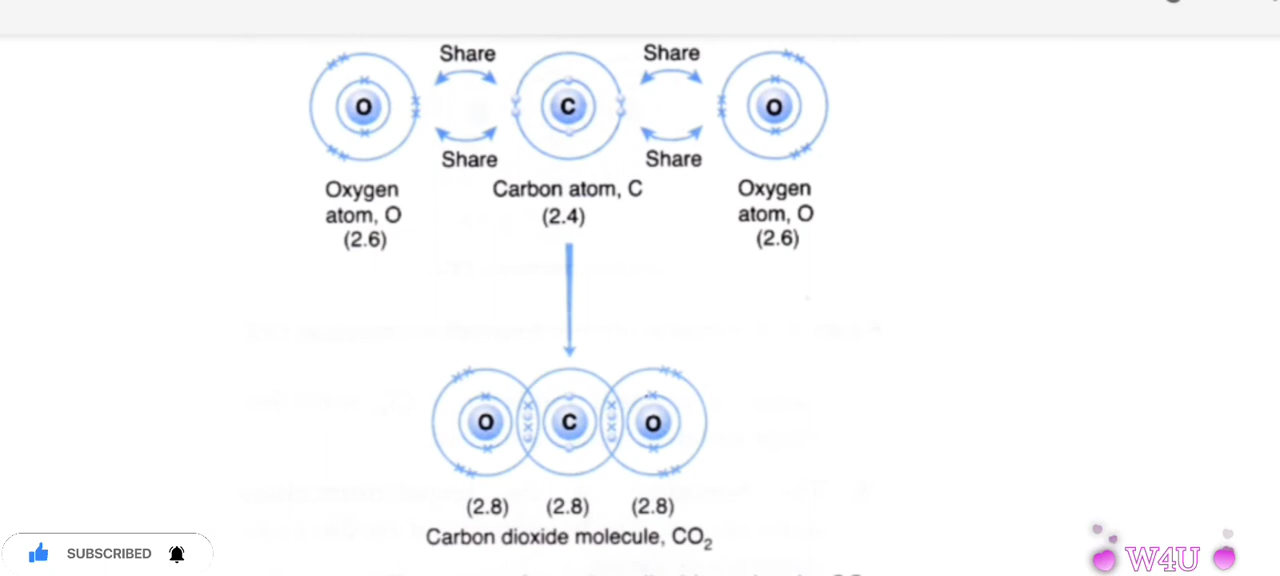 Share Share
O C O
Share Share
Oxygen Carbon atom, C Oxygen
atom, O (2.4) atom, O
(2.6) (2.6)
O C O
(2.8) (2.8) (2.8)
Carbon dioxide molecule, CO₂
SUBSCRIBED
W4U